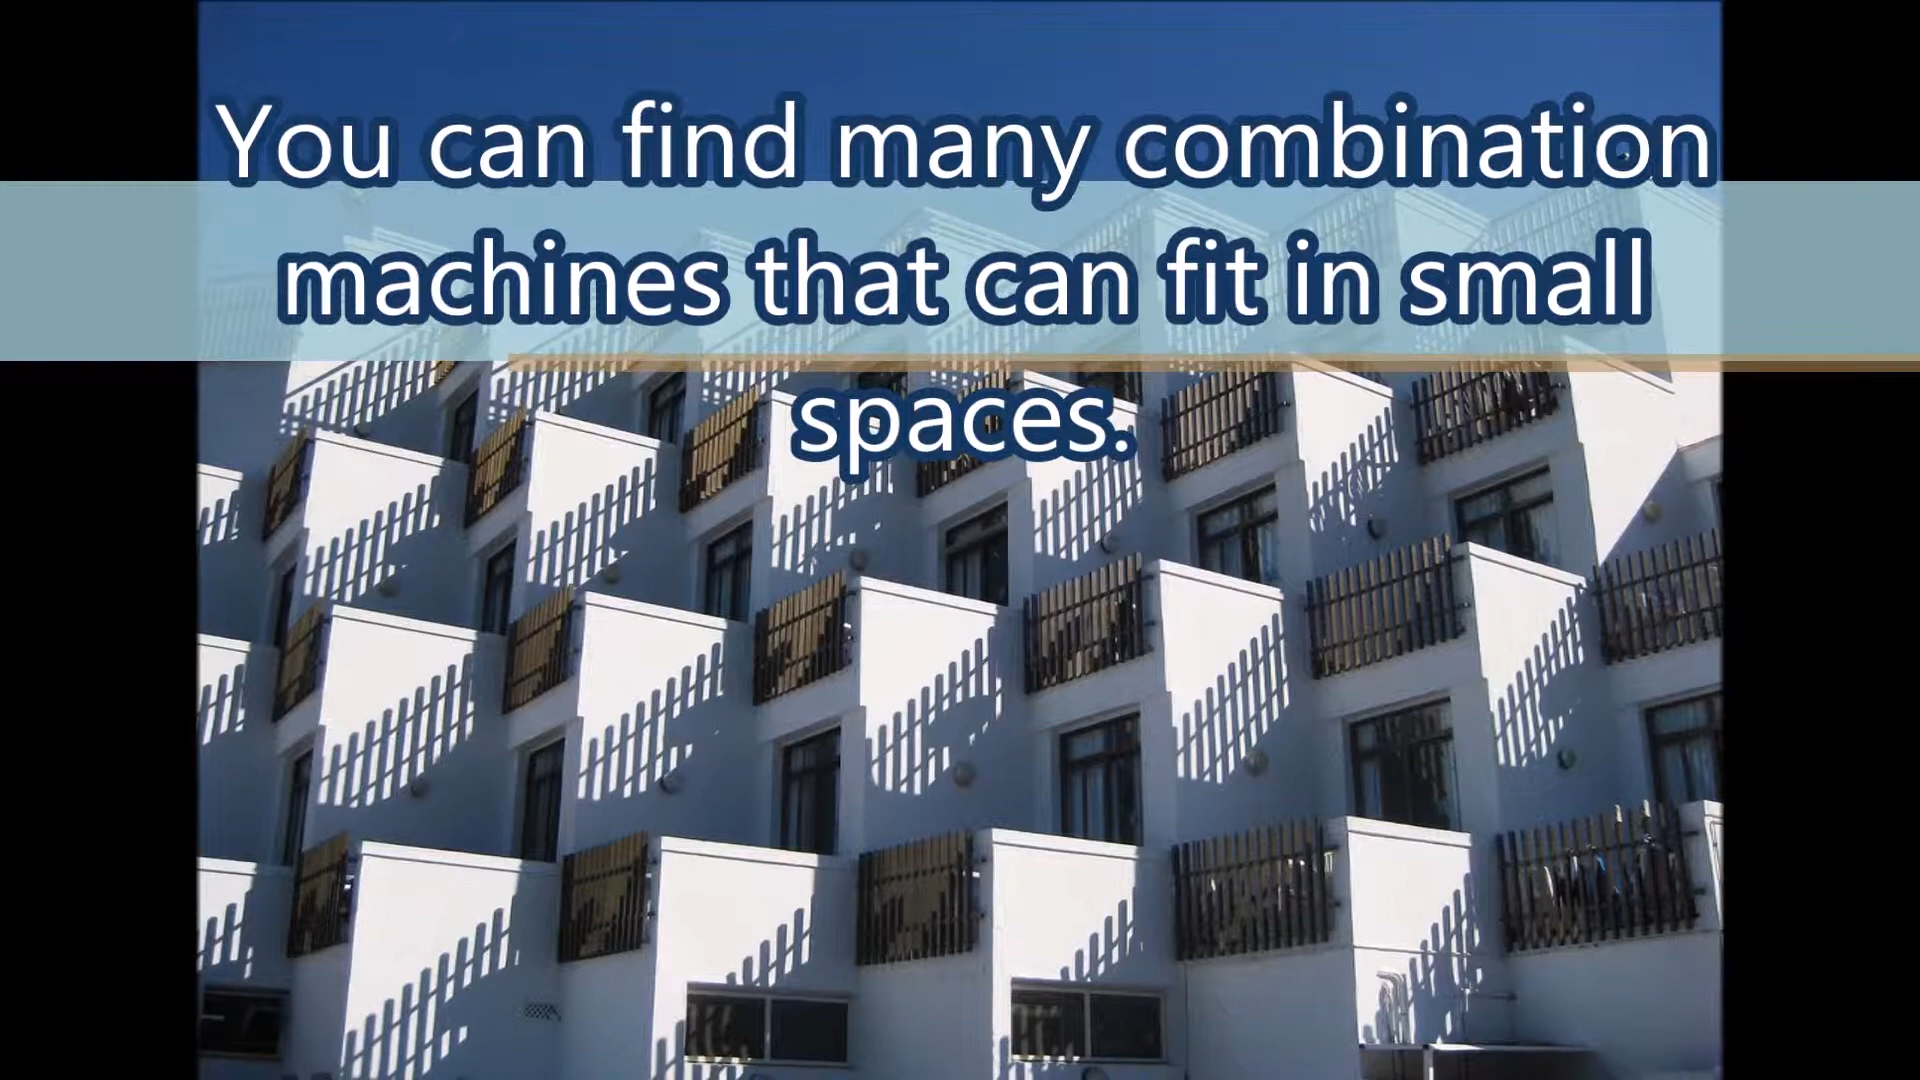 You can find many combination
machines that can fit in small
spaces.